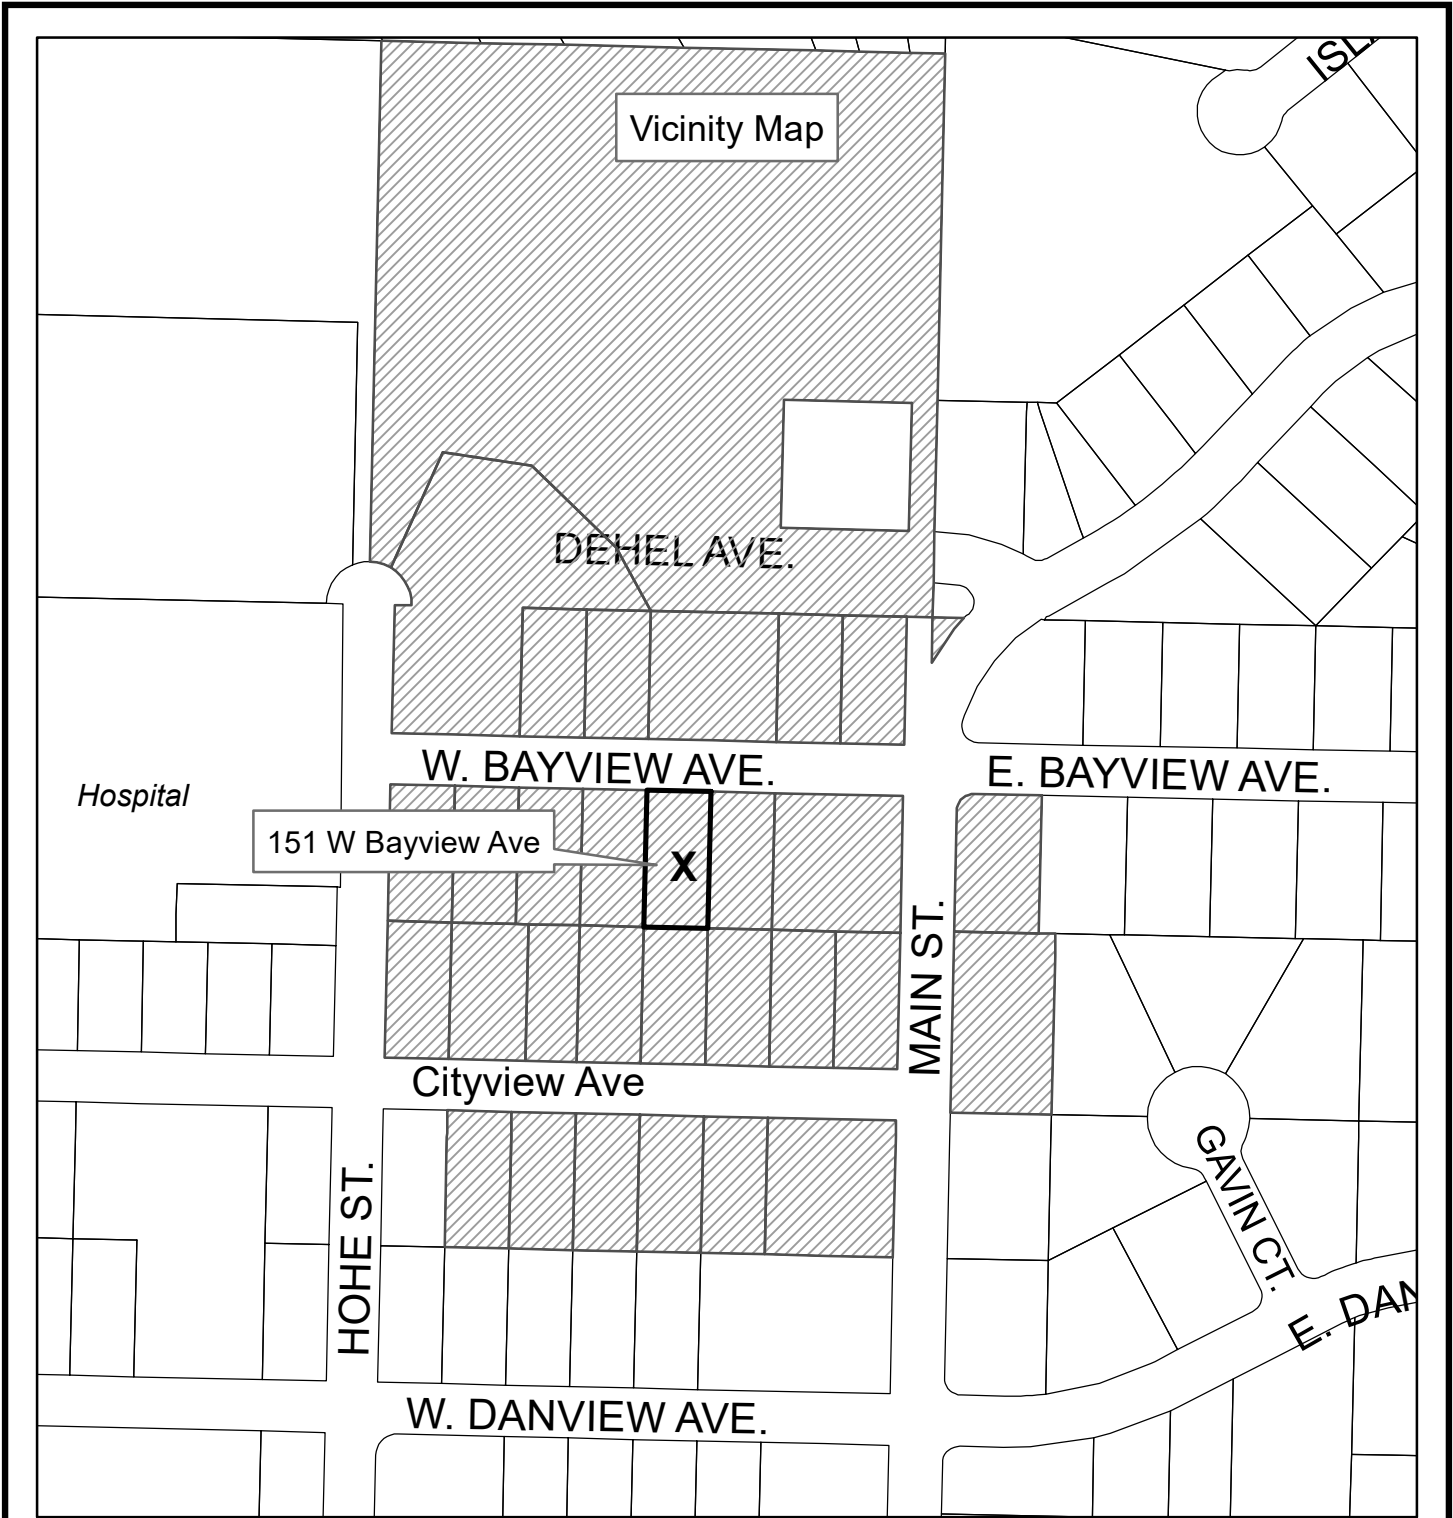 Vicinity Map
DEHEL AVE.
W. BAYVIEW AVE.
E. BAYVIEW AVE.
Hospital
151 W Bayview Ave
X
MAIN ST.
Cityview Ave
GAVIN CT.
HOHE ST.
E. DAN
W. DANVIEW AVE.